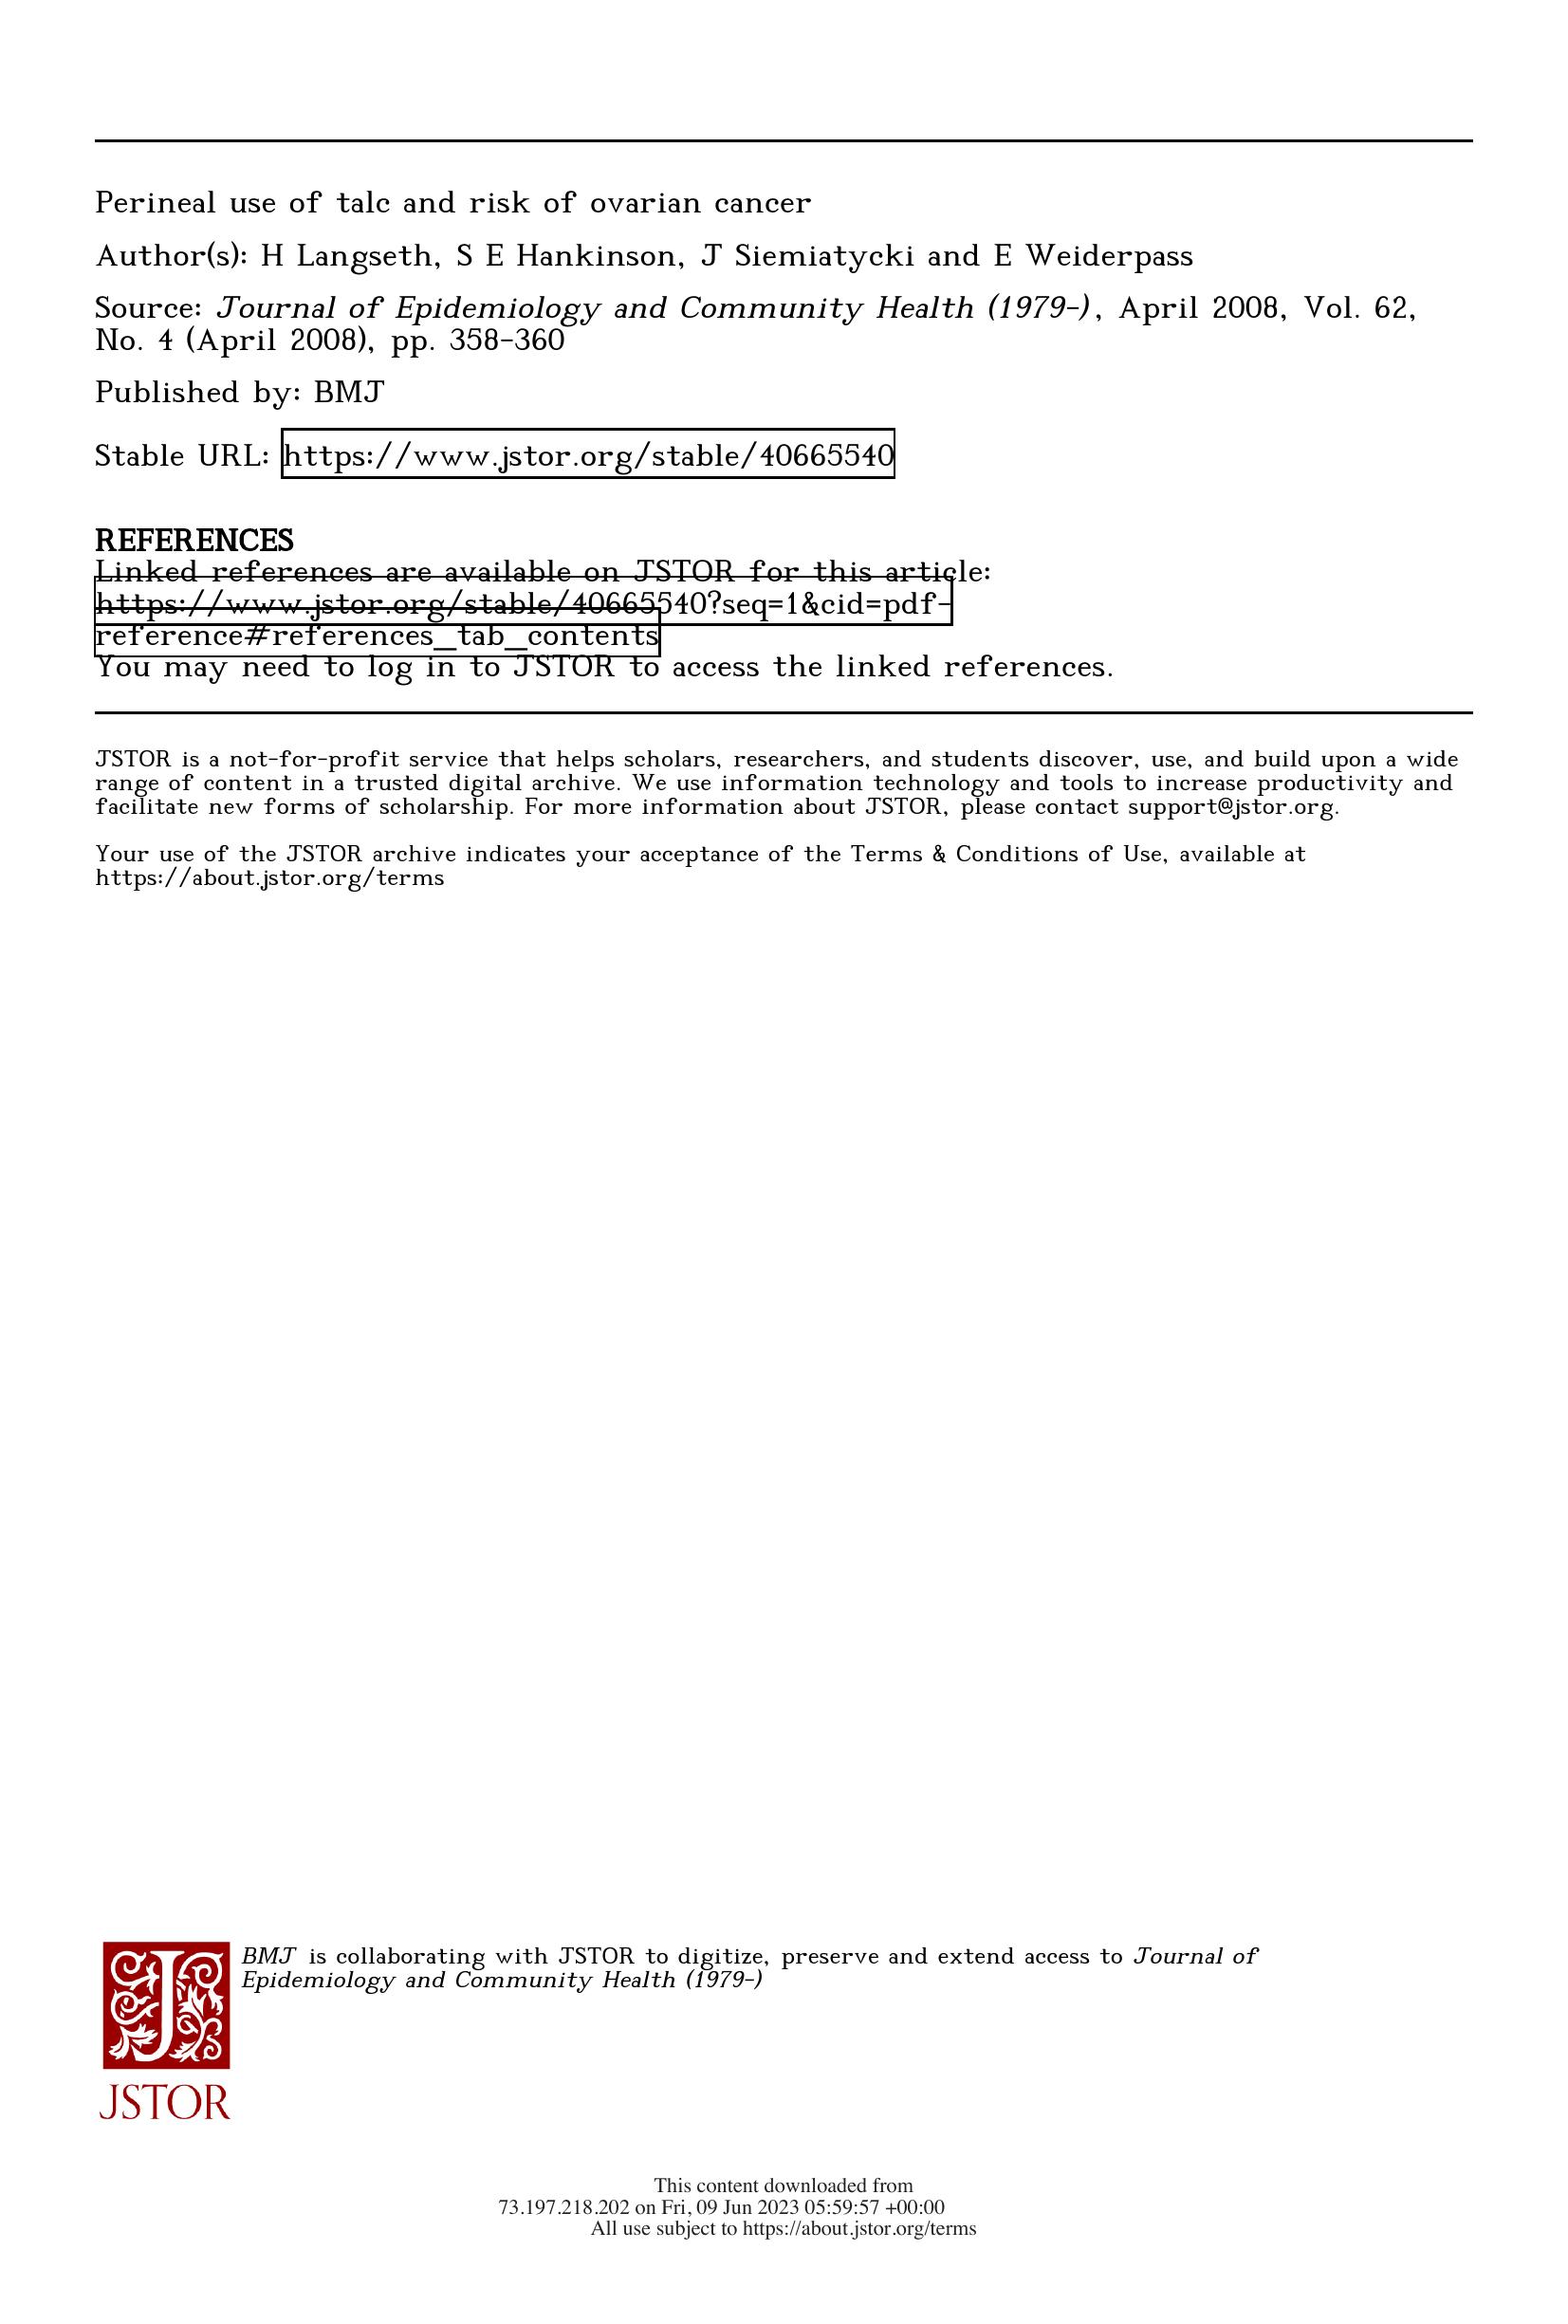 Perineal use of talc and risk of ovarian cancer
Author(s): H Langseth, S E Hankinson, J Siemiatycki and E Weiderpass
Source: Journal of Epidemiology and Community Health (1979-), April 2008, Vol. 62,
No. 4 (April 2008), pp. 358-360
Published by: BMJ
Stable URL: https://www.jstor.org/stable/40665540
REFERENCES
Linked references are available on JSTOR for this article:
https://www.jstor.org/stable/40665540?seq=1&cid=pdf-
reference#references_tab_contents
You may need to log in to JSTOR to access the linked references.
JSTOR is a not-for-profit service that helps scholars, researchers, and students discover, use, and build upon a wide
range of content in a trusted digital archive. We use information technology and tools to increase productivity and
facilitate new forms of scholarship. For more information about JSTOR, please contact support@jstor.org.
Your use of the JSTOR archive indicates your acceptance of the Terms & Conditions of Use, available at
https://about.jstor.org/terms
BMJ is collaborating with JSTOR to digitize, preserve and extend access to Journal of
Epidemiology and Community Health (1979-)
JSTOR
This content downloaded from
73.197.218.202 on Fri, 09 Jun 2023 05:59:57 +00:00
All use subject to https://about.jstor.org/terms